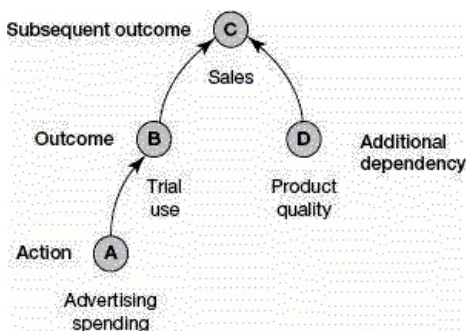 Subsequent outcome
C
Sales
Outcome
B
D
Additional
dependency
Trial
use
Product
quality
Action
A
Advertising
spending